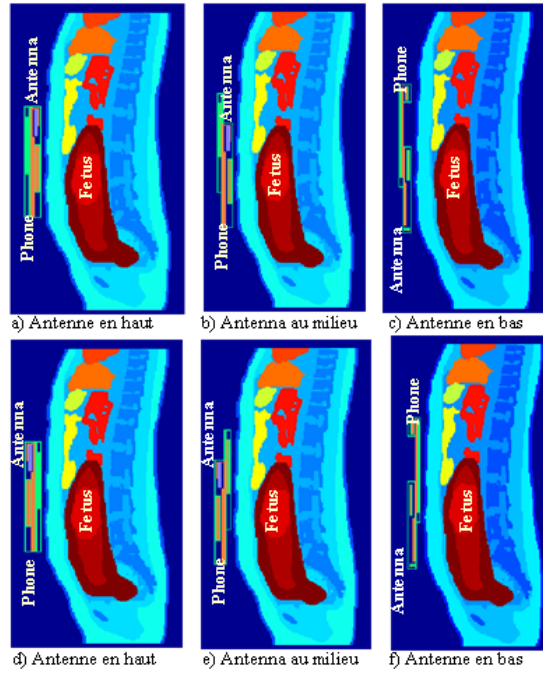 Antenna
Phone
Fetus
a) Antenne en haut
Antenna
Phone
Fetus
b) Antenna au milieu
Phone
Antenna
Fetus
c) Antenne en bas
Antenna
Phone
Fetus
d) Antenne en haut
Antenna
Phone
Fetus
e) Antenna au milieu
Phone
Antenna
Fetus
f) Antenne en bas